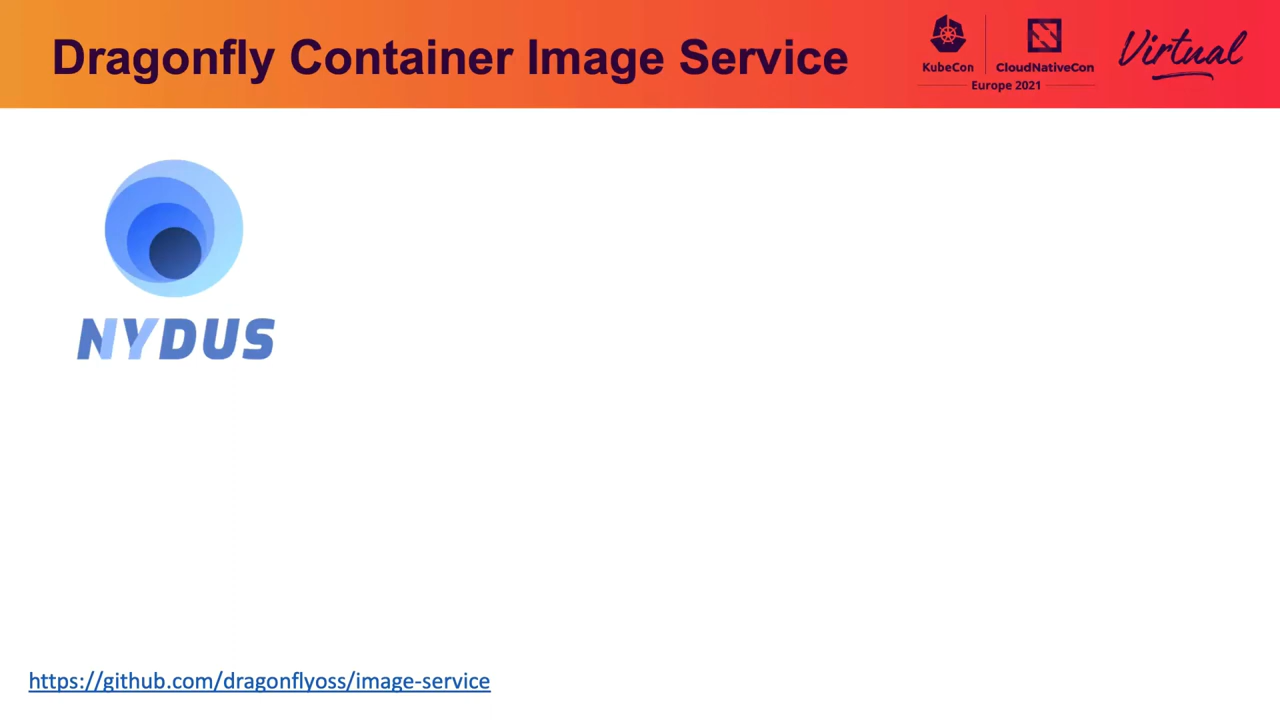 Dragonfly Container Image Service
KubeCon
CloudNativeCon
Europe 2021
Virtual
NYDUS
https://github.com/dragonflyoss/image-service